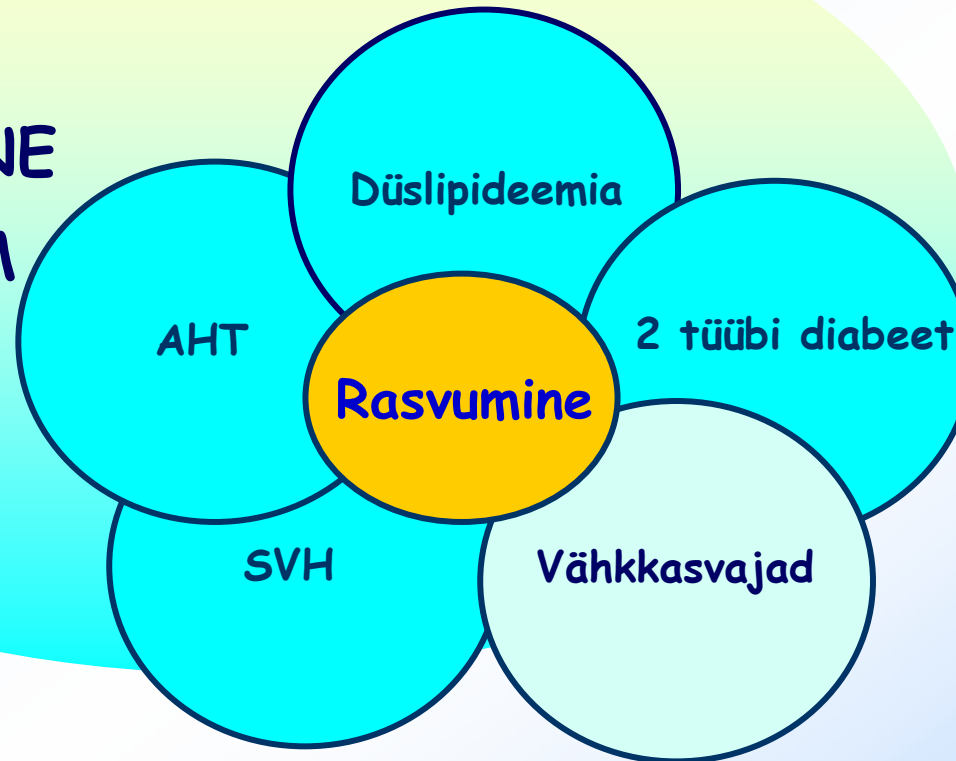 Düslipideemia
AHT
2 tüübi diabeet
Rasvumine
SVH
Vähkkasvajad